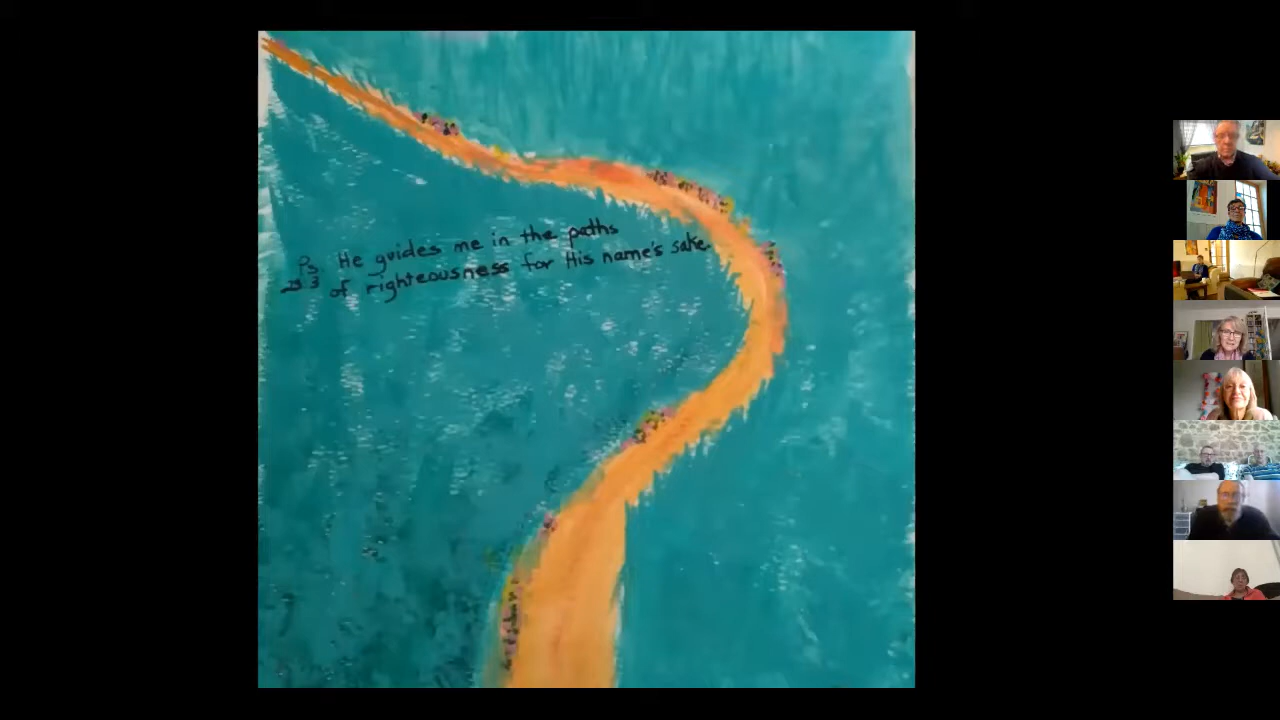 Ps He guides me in the paths
23 3 of righteousness for His name's sake.